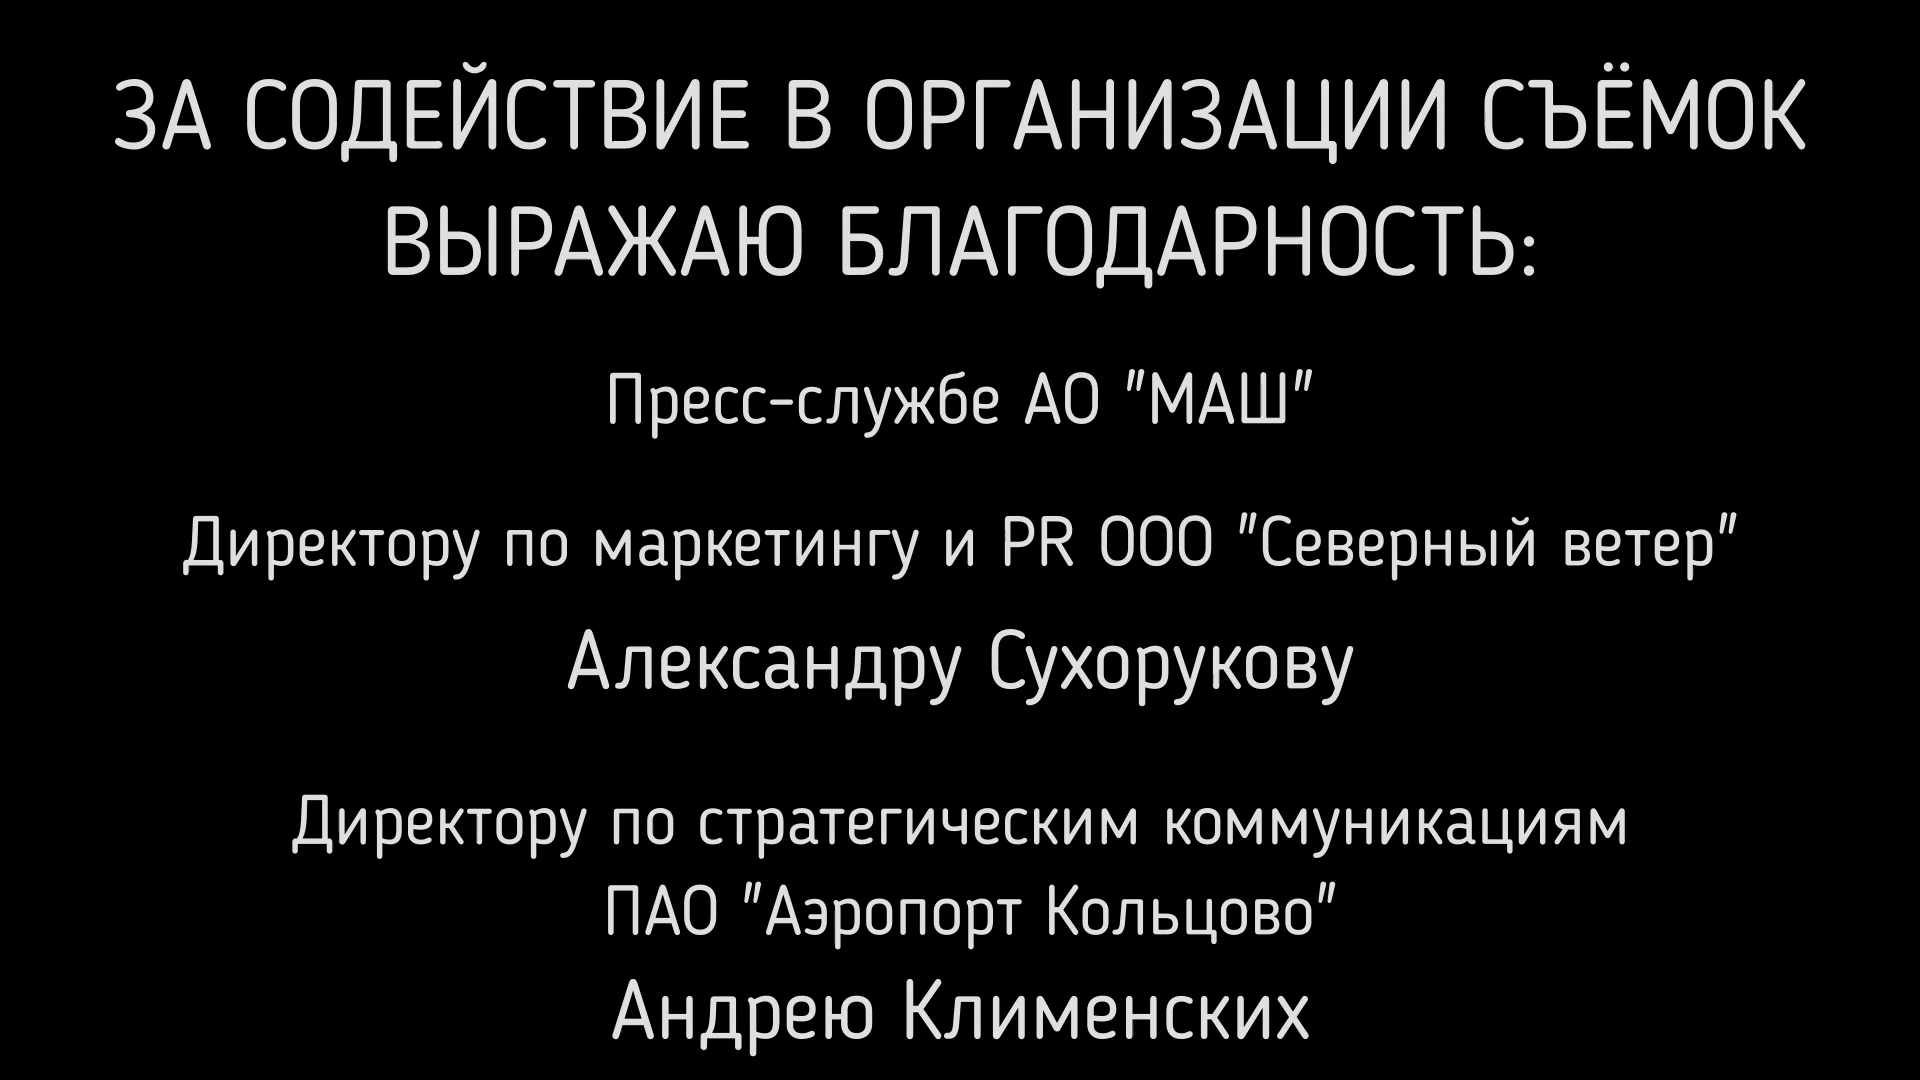 ЗА СОДЕЙСТВИЕ В ОРГАНИЗАЦИИ СЪЁМОК
ВЫРАЖАЮ БЛАГОДАРНОСТЬ:
Пресс-службе АО "МАШ"
Директору по маркетингу и PR ООО "Северный ветер"
Александру Сухорукову
Директору по стратегическим коммуникациям
ПАО "Аэропорт Кольцово"
Андрею Клименских